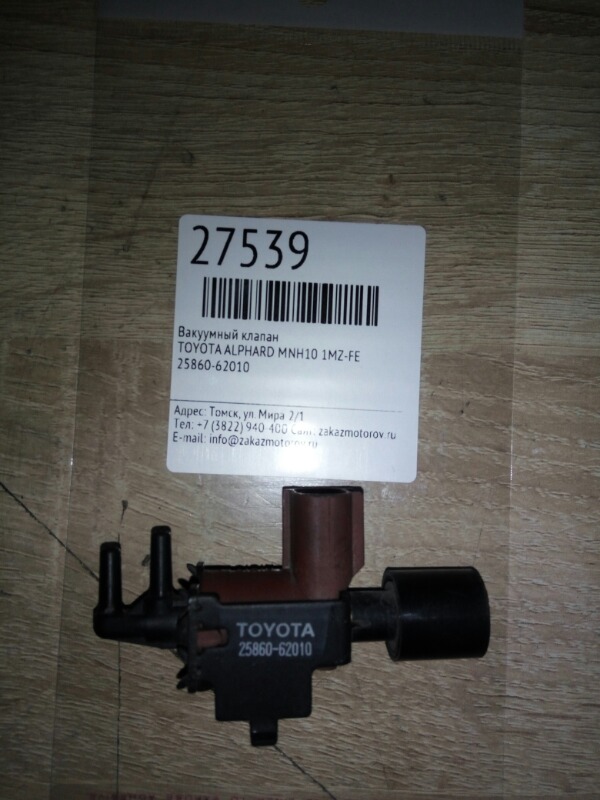 27539
Вакуумный клапан
TOYOTA ALPHARD MNH10 1MZ-FE
25860-62010
Адрес: Томск, ул. Мира 2/1
Тел: +7 (3822) 940-400 Сайт: zakazmotorov.ru
E-mail: info@zakazmotorov.ru
TOYOTA
25860-62010